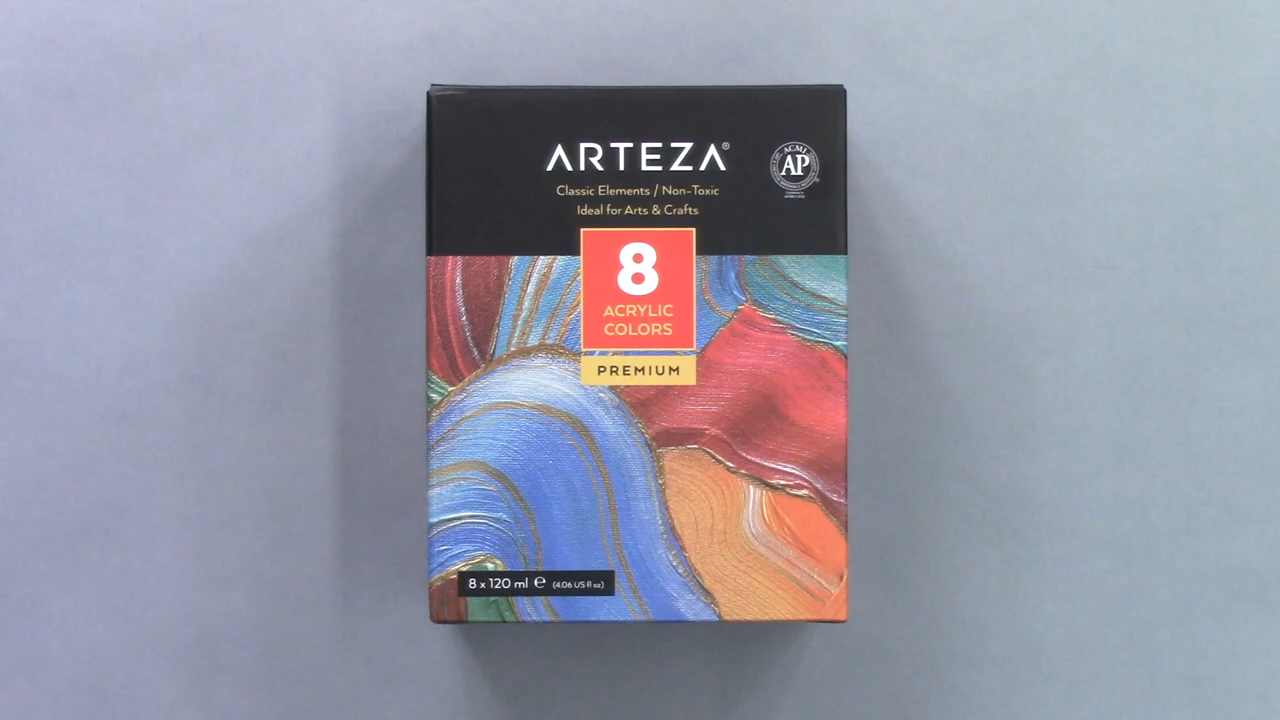 ARTEZA®
Classic Elements / Non-Toxic
Ideal for Arts & Crafts
ACMI
AP
8
ACRYLIC
COLORS
PREMIUM
8 x 120 ml ℮ (4.06 US fl oz)